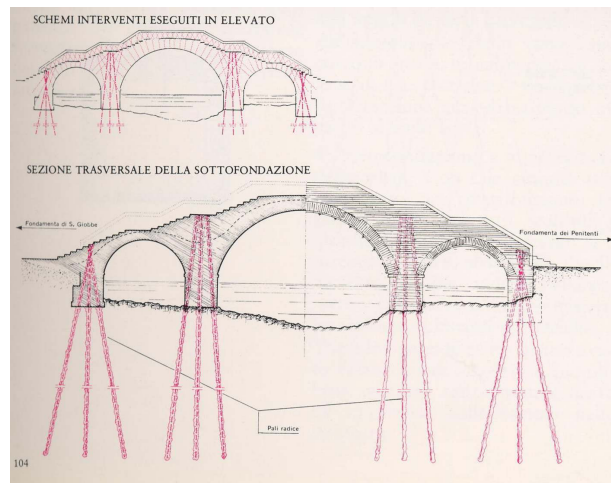 SCHEMI INTERVENTI ESEGUITI IN ELEVATO
SEZIONE TRASVERSALE DELLA SOTTOFONDAZIONE
Fondamenta di S. Giobbe
Fondamenta dei Penitenti
Pali radice
104